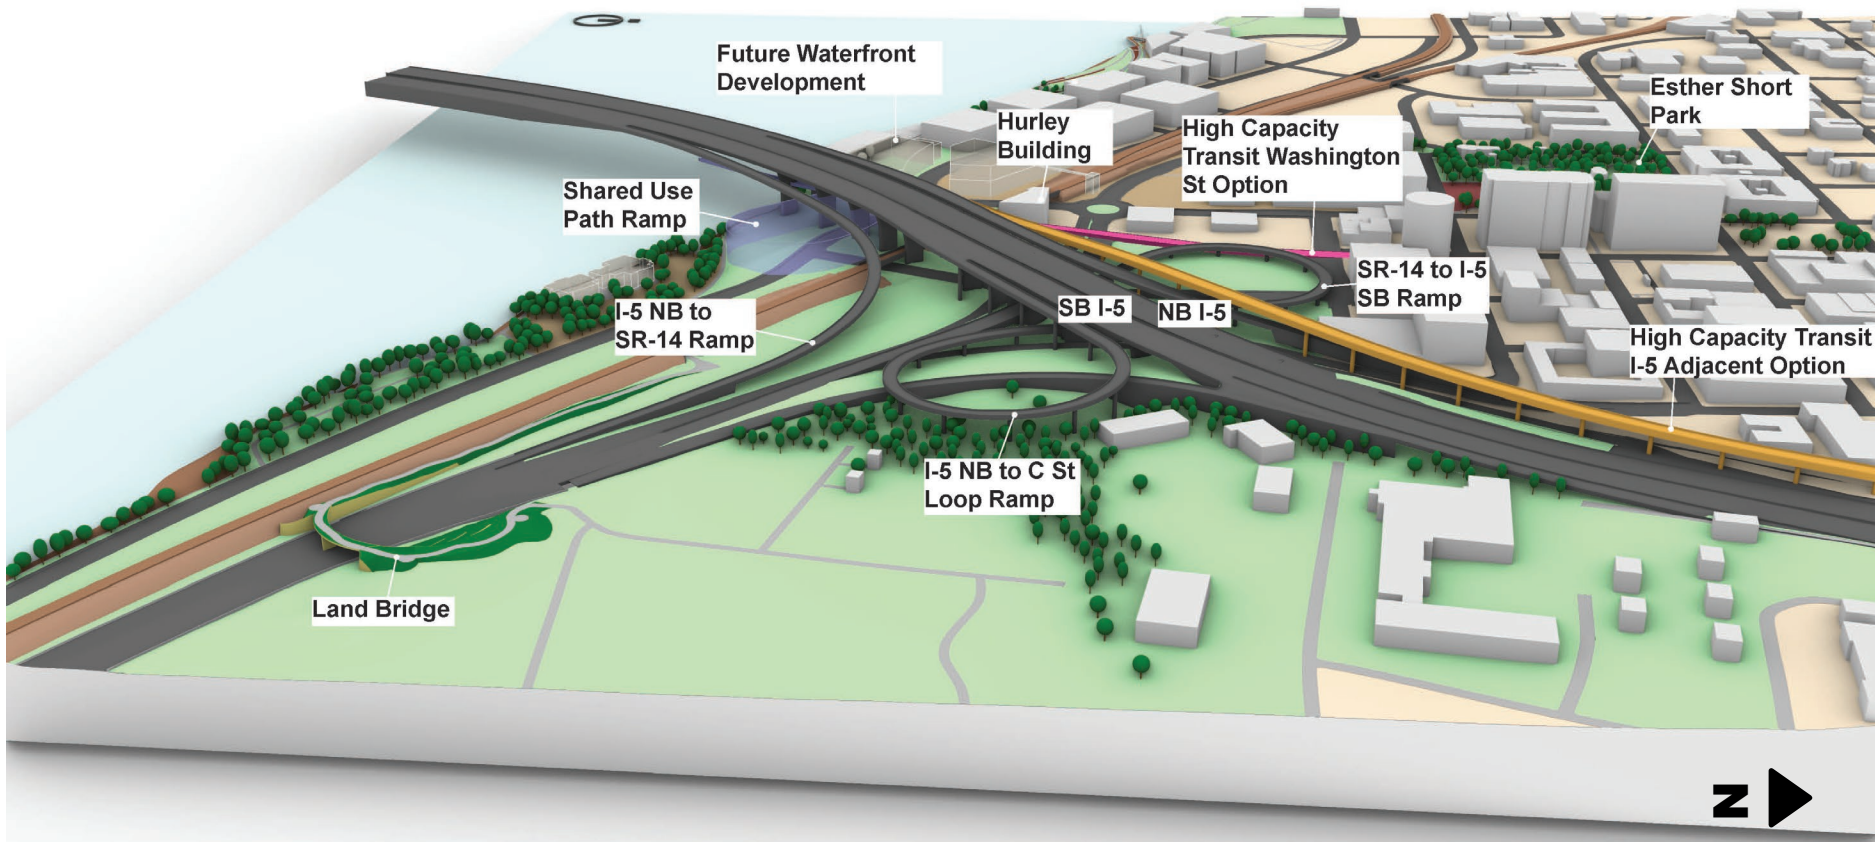 Future Waterfront
Development
Esther Short
Park
Hurley
Building
High Capacity
Transit Washington
St Option
Shared Use
Path Ramp
SR-14 to I-5
SB Ramp
I-5 NB to
SR-14 Ramp
SB I-5
NB I-5
High Capacity Transit
I-5 Adjacent Option
I-5 NB to C St
Loop Ramp
Land Bridge
N